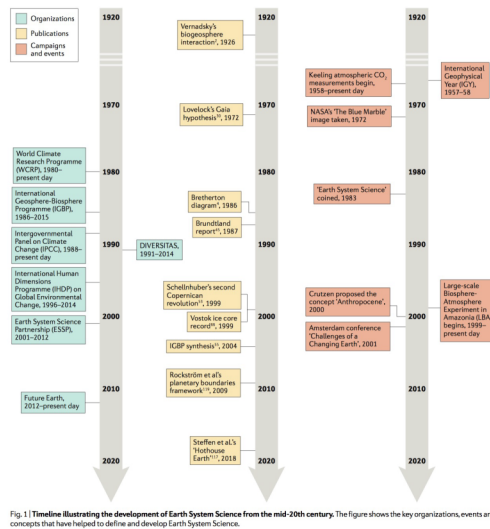 Organizations
Publications
Campaigns
and events
1920
1970
1980
1990
2000
2010
2020
World Climate
Research Programme
(WCRP), 1980–
present day
International
Geosphere-Biosphere
Programme (IGBP),
1986–2015
Intergovernmental
Panel on Climate
Change (IPCC), 1988–
present day
DIVERSITAS,
1991–2014
International Human
Dimensions
Programme (IHDP) on
Global Environmental
Change, 1996–2014
Earth System Science
Partnership (ESSP),
2001–2012
Future Earth,
2012–present day
1920
1970
1980
1990
2000
2010
2020
Vernadsky's
biogeosphere
interaction, 1926
Lovelock's Gaia
hypothesis, 1972
Bretherton
diagram, 1986
Brundtland
report, 1987
Schellnhuber's second
Copernican
revolution, 1999
Vostok ice core
record, 1999
IGBP synthesis, 2004
Rockström et al's
planetary boundaries
framework, 2009
Steffen et al.'s
'Hothouse
Earth', 2018
1920
1970
1980
1990
2000
2010
2020
Keeling atmospheric CO₂
measurements begin,
1958–present day
International
Geophysical
Year (IGY),
1957–58
NASA's 'The Blue Marble'
image taken, 1972
'Earth System Science'
coined, 1983
Crutzen proposed the
concept 'Anthropocene',
2000
Large-scale
Biosphere-
Atmosphere
Experiment in
Amazonia (LBA
begins, 1999–
present day
Amsterdam conference
'Challenges of a
Changing Earth', 2001
Fig. 1 | Timeline illustrating the development of Earth System Science from the mid-20th century. The figure shows the key organizations, events ar
concepts that have helped to define and develop Earth System Science.